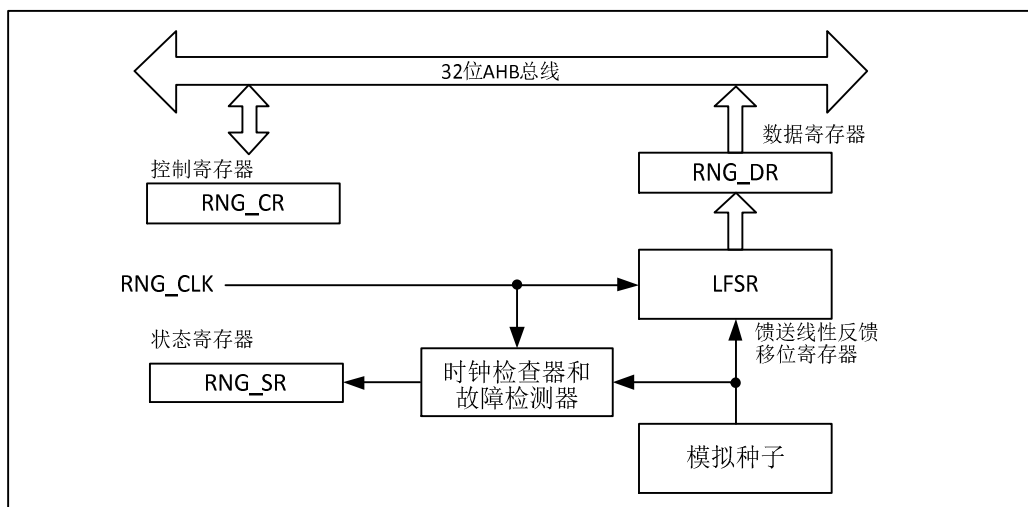 32位AHB总线
数据寄存器
控制寄存器
RNG_DR
RNG_CR
RNG_CLK
LFSR
状态寄存器
馈送线性反馈
移位寄存器
RNG_SR
时钟检查器和
故障检测器
模拟种子